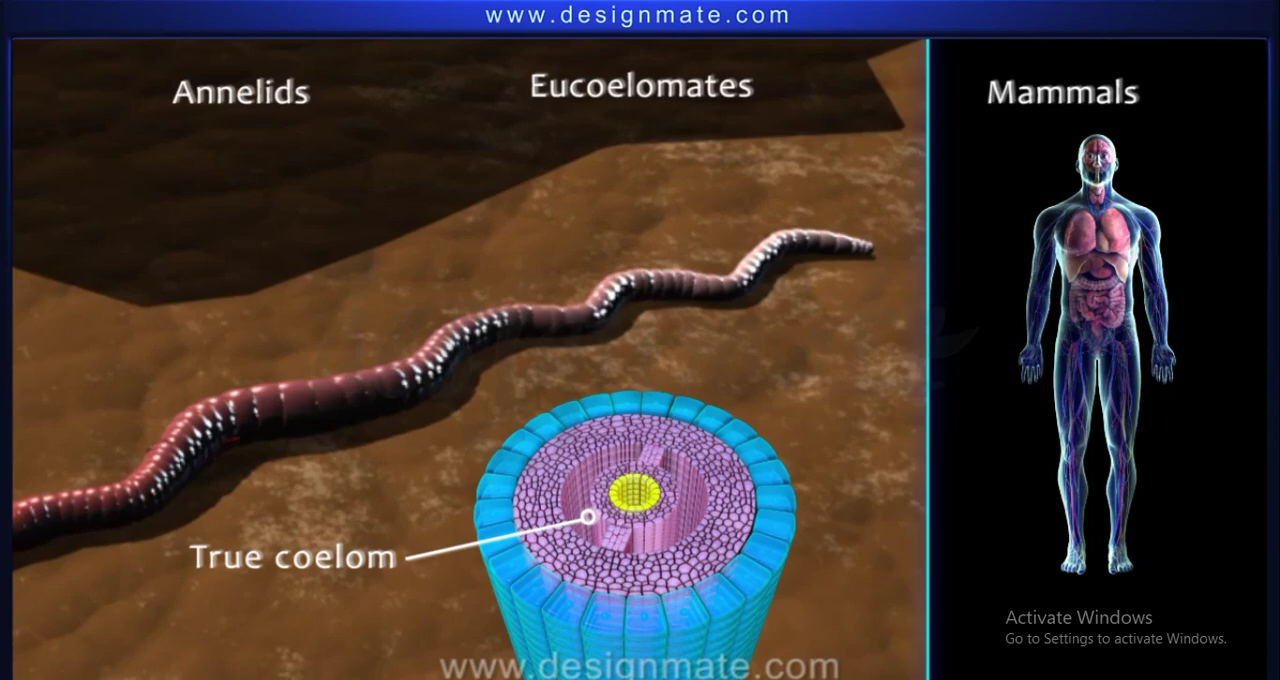 www.designmate.com
Annelids
Eucoelomates
Mammals
True coelom
Activate Windows
Go to Settings to activate Windows.
www.designmate.com